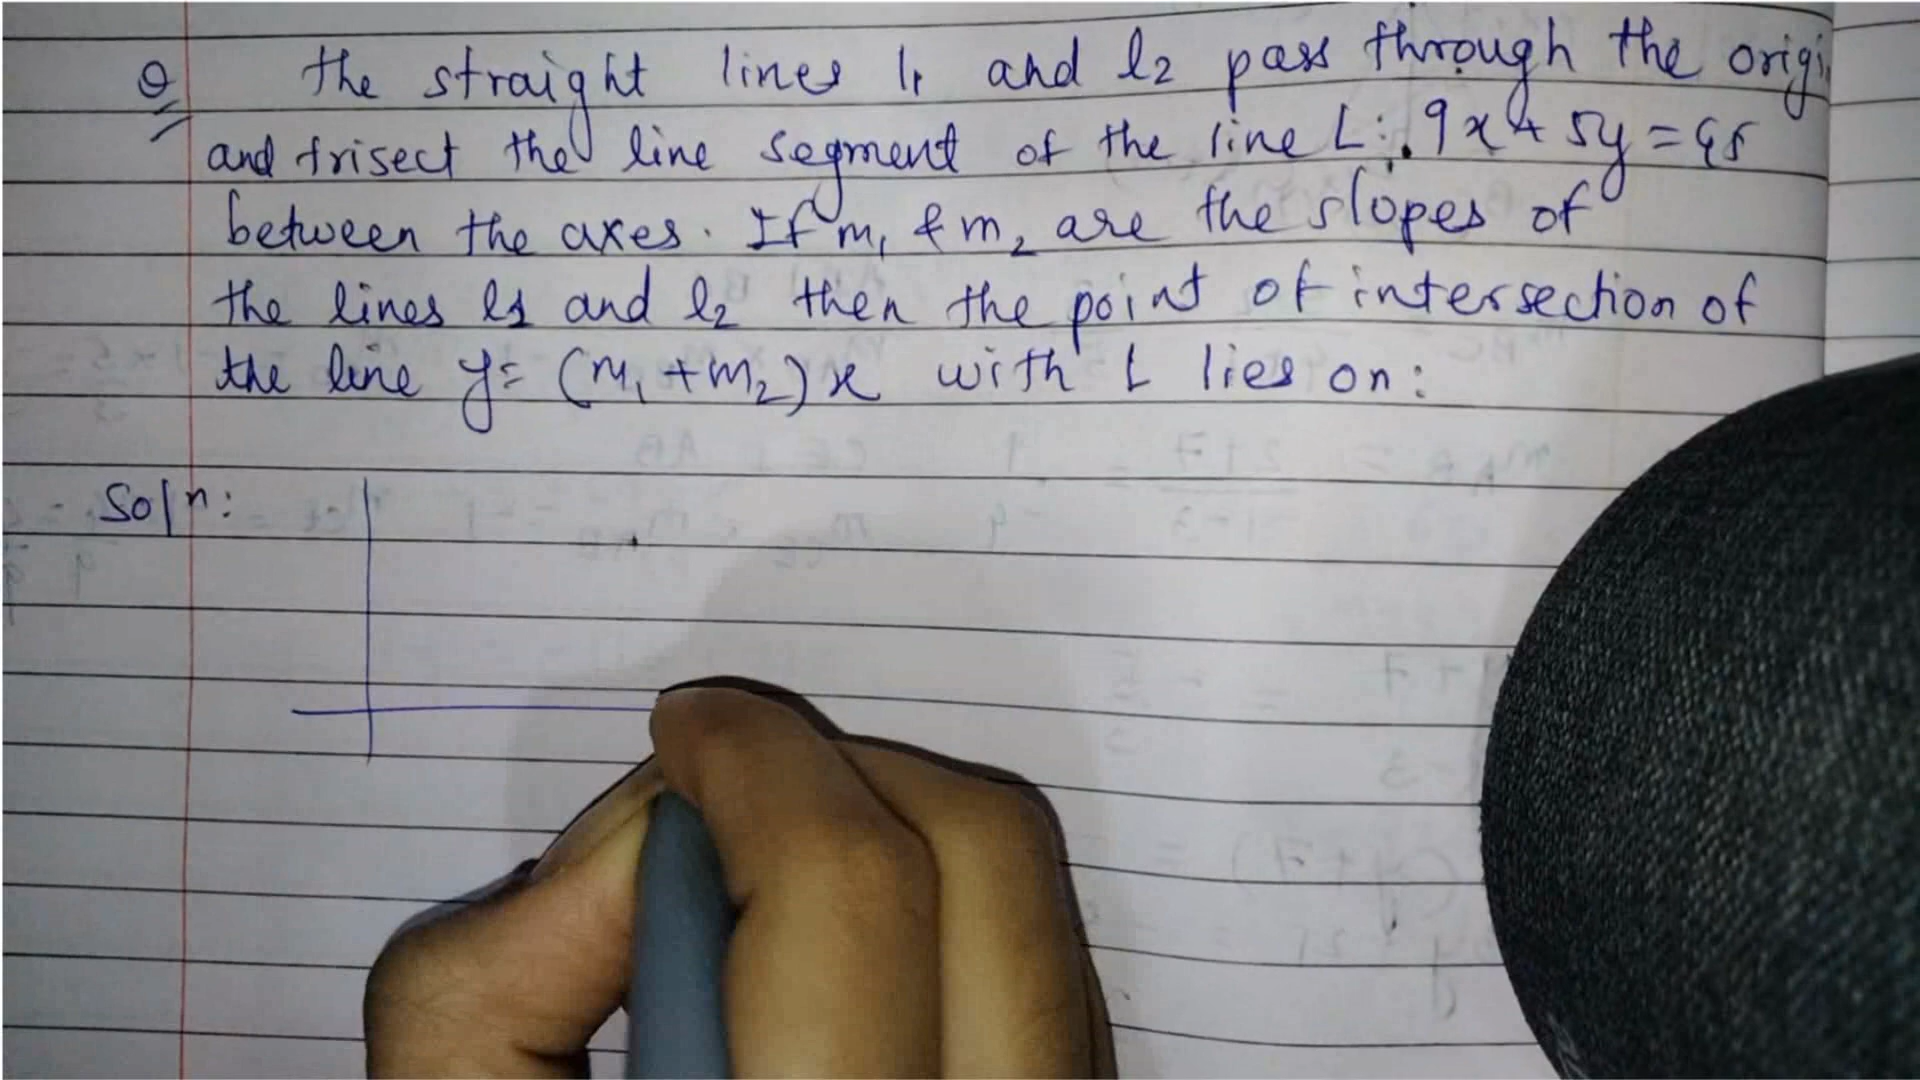 Q the straight lines l1 and l2 pass through the origi
and trisect the line segment of the line L: 9x + 5y = 45
between the axes. If m1 & m2 are the slopes of
the lines l1 and l2 then the point of intersection of
the line y = (m1 + m2)x with L lies on:
Soln: